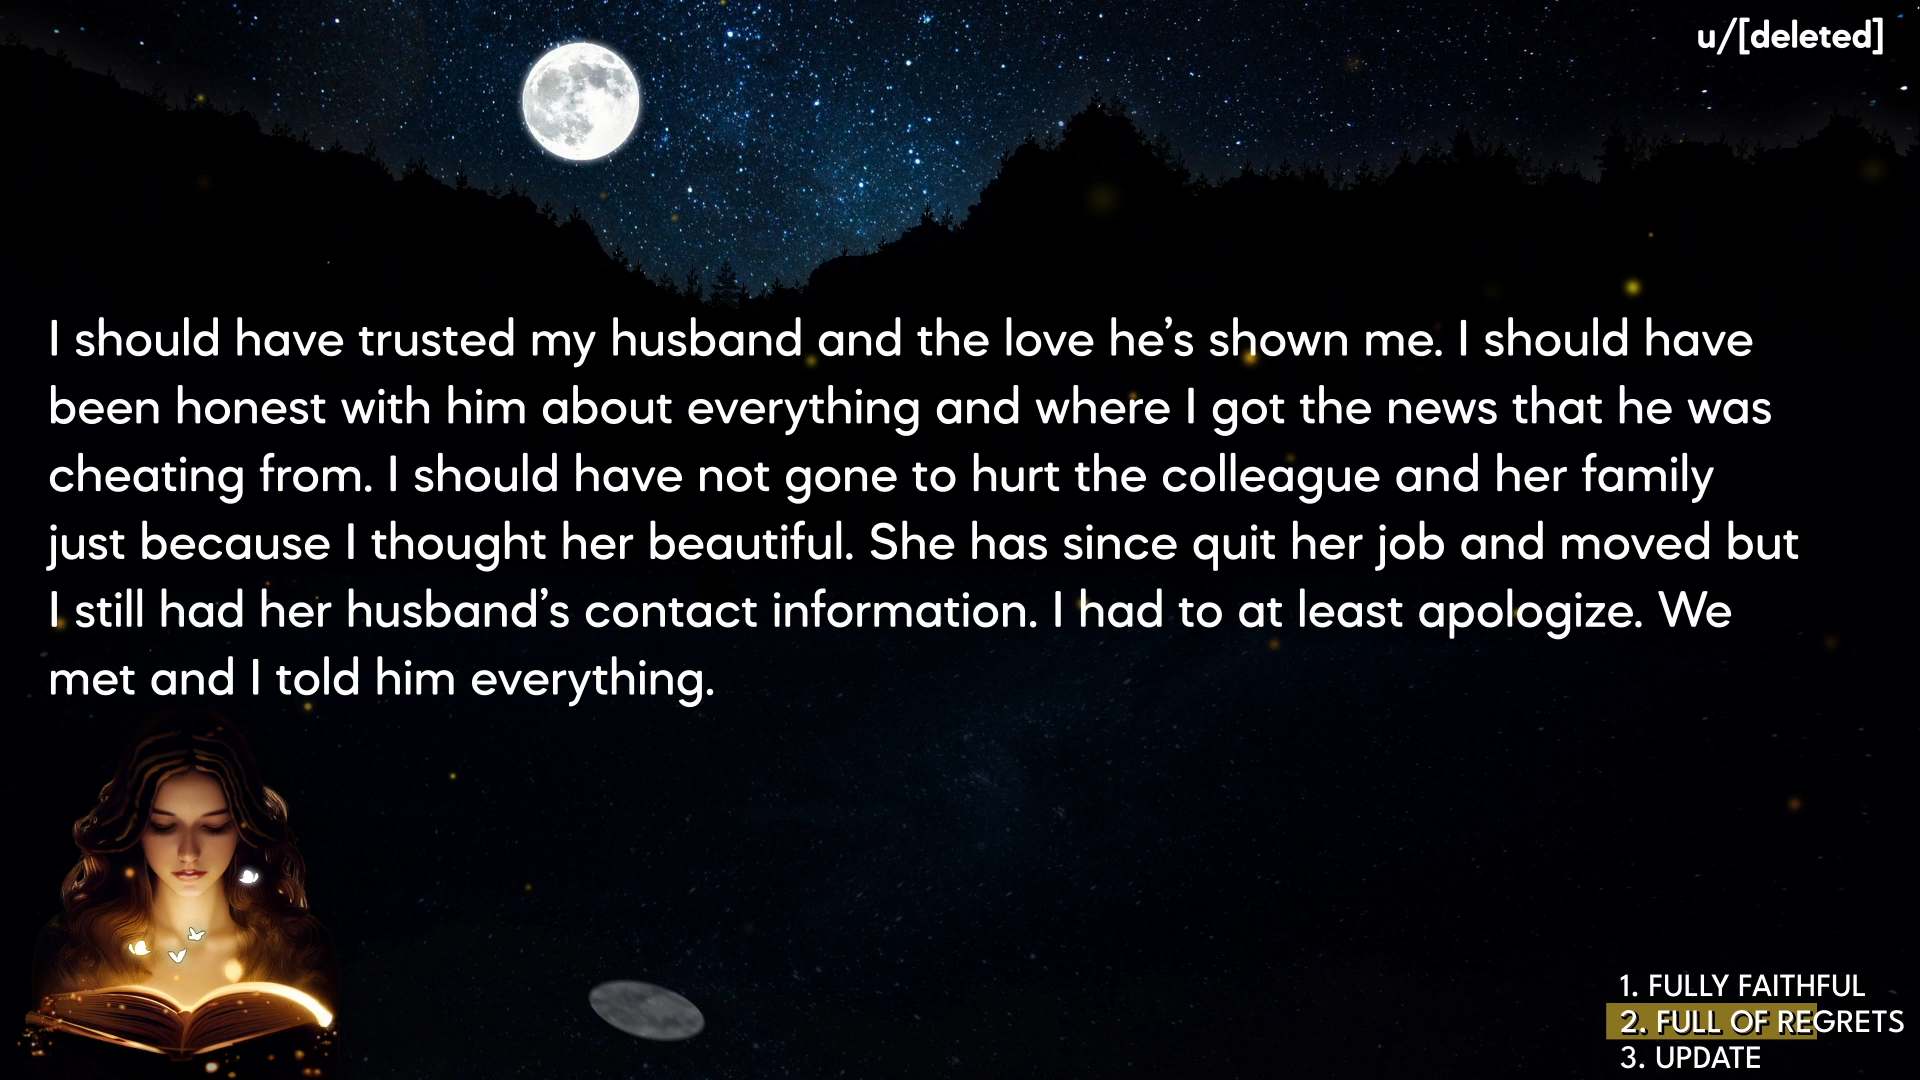 u/[deleted]
I should have trusted my husband and the love he’s shown me. I should have
been honest with him about everything and where I got the news that he was
cheating from. I should have not gone to hurt the colleague and her family
just because I thought her beautiful. She has since quit her job and moved but
I still had her husband’s contact information. I had to at least apologize. We
met and I told him everything.
1. FULLY FAITHFUL
2. FULL OF REGRETS
3. UPDATE